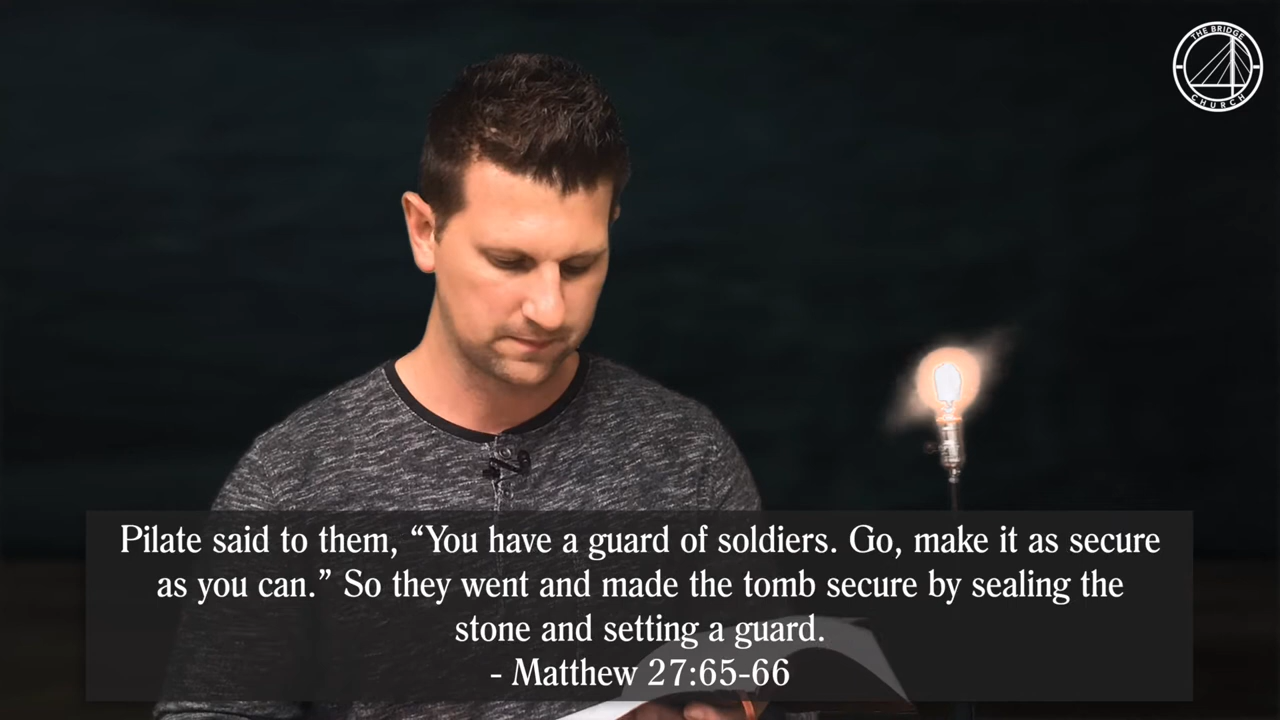 THE BRIDGE
CHURCH
Pilate said to them, “You have a guard of soldiers. Go, make it as secure
as you can.” So they went and made the tomb secure by sealing the
stone and setting a guard.
- Matthew 27:65-66